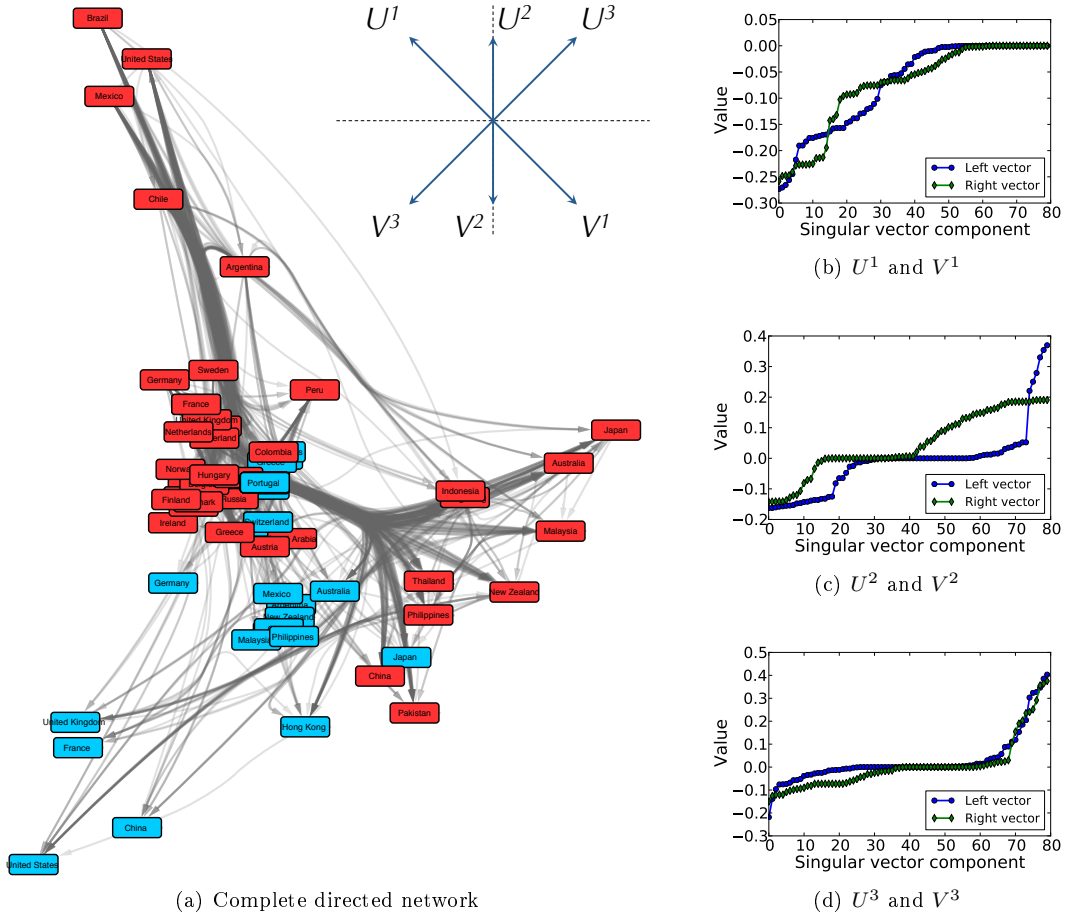 Brazil
United States
Mexico
Chile
Argentina
Sweden
Germany
Peru
France
United Kingdom
Netherlands
Colombia
Japan
Australia
Hungary
Portugal
Indonesia
Finland
Russia
Ireland
Greece
Switzerland
Austria
Arabia
Malaysia
Germany
Mexico
Australia
Thailand
New Zealand
New Zealand
Philippines
Malaysia
Philippines
Japan
China
Pakistan
United Kingdom
France
Hong Kong
China
United States
(a) Complete directed network
U1 U2 U3
V3 V2 V1
0.05
0.00
−0.05
−0.10
−0.15
−0.20
−0.25
−0.30
Value
Left vector
Right vector
0 10 20 30 40 50 60 70 80
Singular vector component
(b) U1 and V1
0.4
0.3
0.2
0.1
0.0
−0.1
−0.2
Value
Left vector
Right vector
0 10 20 30 40 50 60 70 80
Singular vector component
(c) U2 and V2
0.5
0.4
0.3
0.2
0.1
0.0
−0.1
−0.2
−0.3
Value
Left vector
Right vector
0 10 20 30 40 50 60 70 80
Singular vector component
(d) U3 and V3